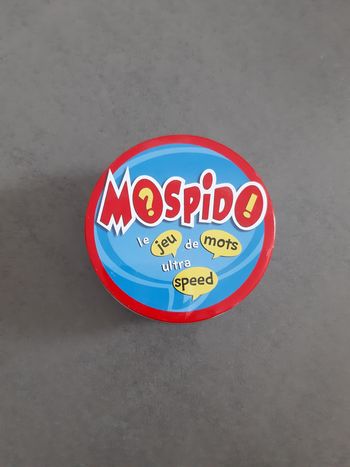 MOSPIDO
le jeu de mots
ultra
speed